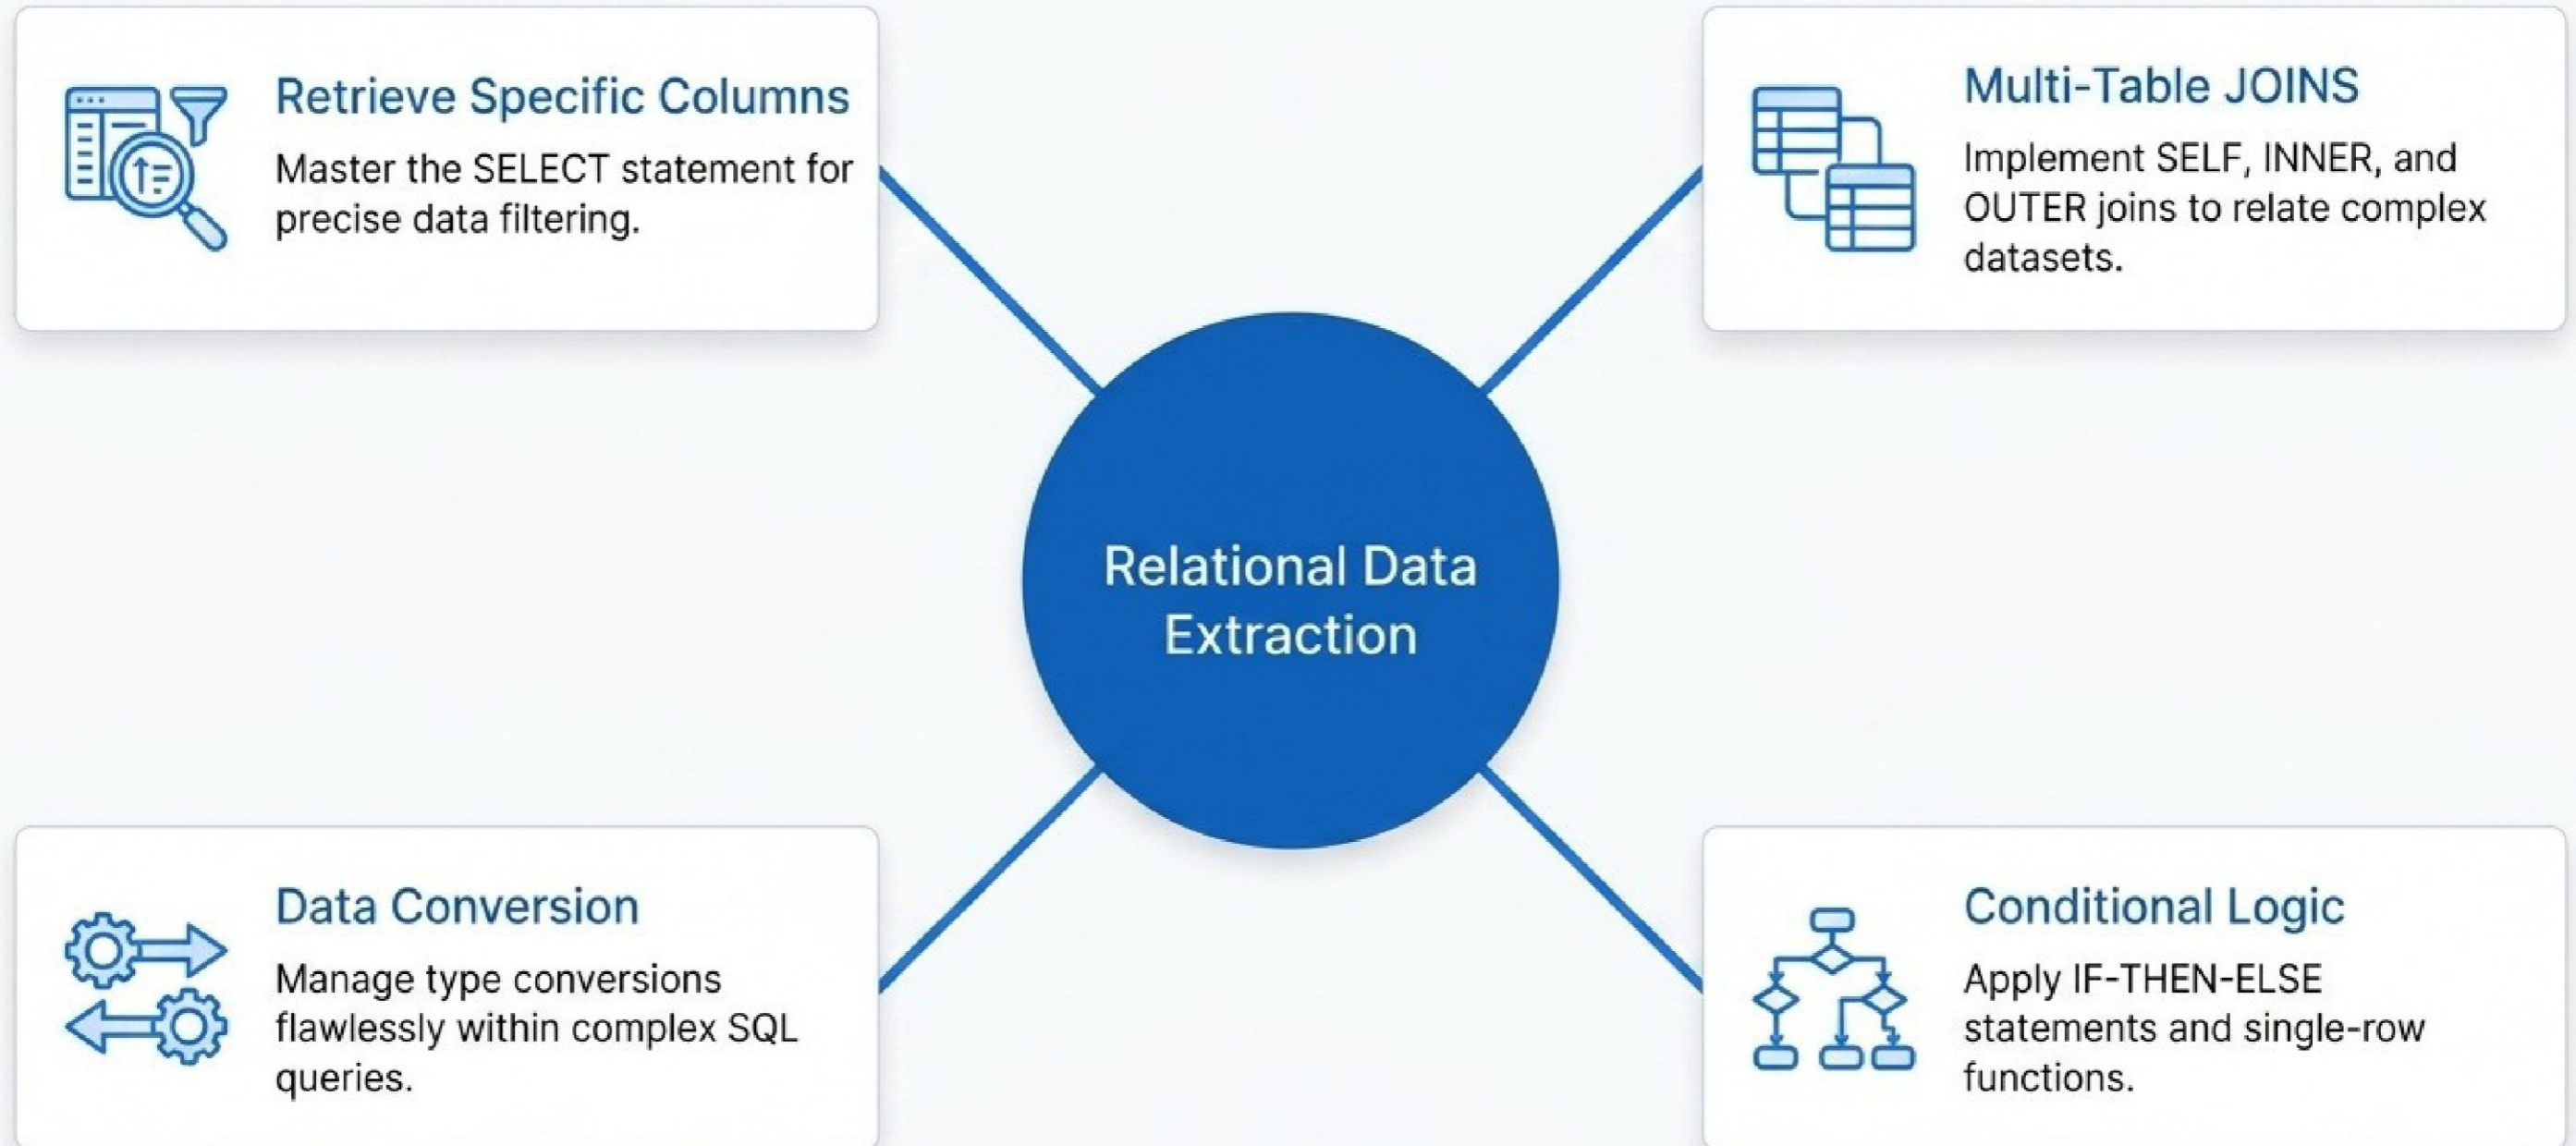 Retrieve Specific Columns
Master the SELECT statement for
precise data filtering.
Multi-Table JOINS
Implement SELF, INNER, and
OUTER joins to relate complex
datasets.
Relational Data
Extraction
Data Conversion
Manage type conversions
flawlessly within complex SQL
queries.
Conditional Logic
Apply IF-THEN-ELSE
statements and single-row
functions.